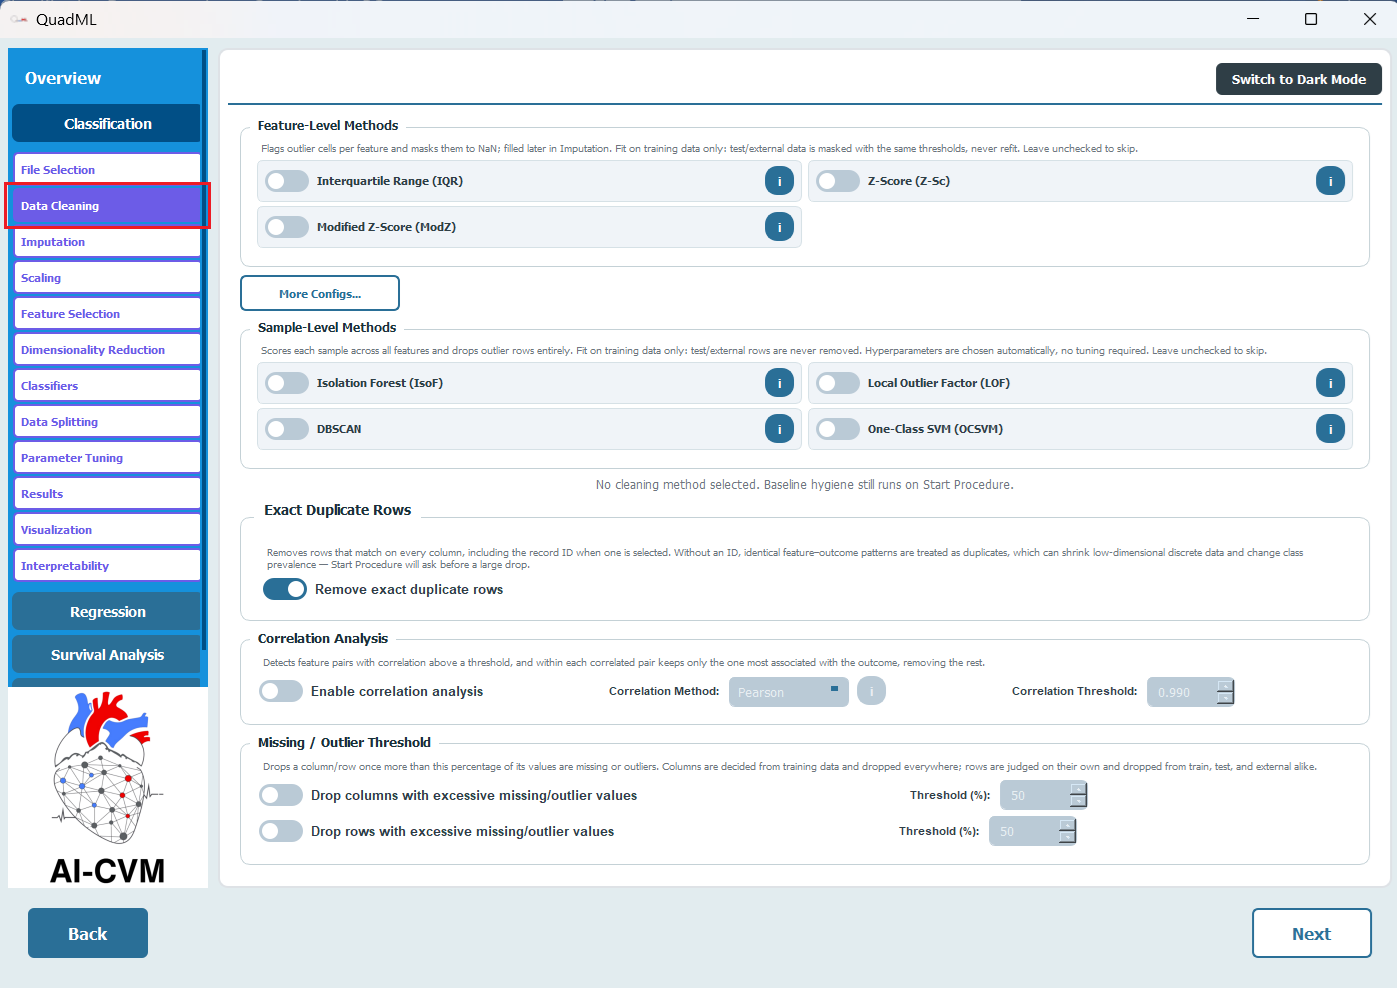 QuadML
Overview
Classification
File Selection
Data Cleaning
Imputation
Scaling
Feature Selection
Dimensionality Reduction
Classifiers
Data Splitting
Parameter Tuning
Results
Visualization
Interpretability
Regression
Survival Analysis
AI-CVM
Back
Switch to Dark Mode
Feature-Level Methods
Flags outlier cells per feature and masks them to NaN; filled later in Imputation. Fit on training data only: test/external data is masked with the same thresholds, never refit. Leave unchecked to skip.
Interquartile Range (IQR) i
Z-Score (Z-Sc) i
Modified Z-Score (ModZ) i
More Configs...
Sample-Level Methods
Scores each sample across all features and drops outlier rows entirely. Fit on training data only: test/external rows are never removed. Hyperparameters are chosen automatically, no tuning required. Leave unchecked to skip.
Isolation Forest (IsoF) i
Local Outlier Factor (LOF) i
DBSCAN i
One-Class SVM (OCSVM) i
No cleaning method selected. Baseline hygiene still runs on Start Procedure.
Exact Duplicate Rows
Removes rows that match on every column, including the record ID when one is selected. Without an ID, identical feature–outcome patterns are treated as duplicates, which can shrink low-dimensional discrete data and change class
prevalence — Start Procedure will ask before a large drop.
Remove exact duplicate rows
Correlation Analysis
Detects feature pairs with correlation above a threshold, and within each correlated pair keeps only the one most associated with the outcome, removing the rest.
Enable correlation analysis Correlation Method: Pearson i Correlation Threshold: 0.990
Missing / Outlier Threshold
Drops a column/row once more than this percentage of its values are missing or outliers. Columns are decided from training data and dropped everywhere; rows are judged on their own and dropped from train, test, and external alike.
Drop columns with excessive missing/outlier values Threshold (%): 50
Drop rows with excessive missing/outlier values Threshold (%): 50
Next